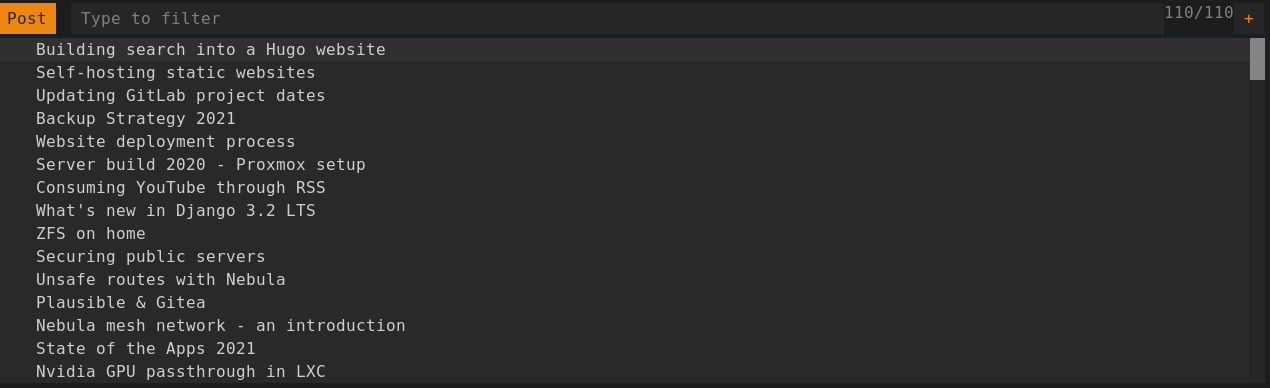 Post Type to filter 110/110 +
Building search into a Hugo website
Self-hosting static websites
Updating GitLab project dates
Backup Strategy 2021
Website deployment process
Server build 2020 - Proxmox setup
Consuming YouTube through RSS
What's new in Django 3.2 LTS
ZFS on home
Securing public servers
Unsafe routes with Nebula
Plausible & Gitea
Nebula mesh network - an introduction
State of the Apps 2021
Nvidia GPU passthrough in LXC